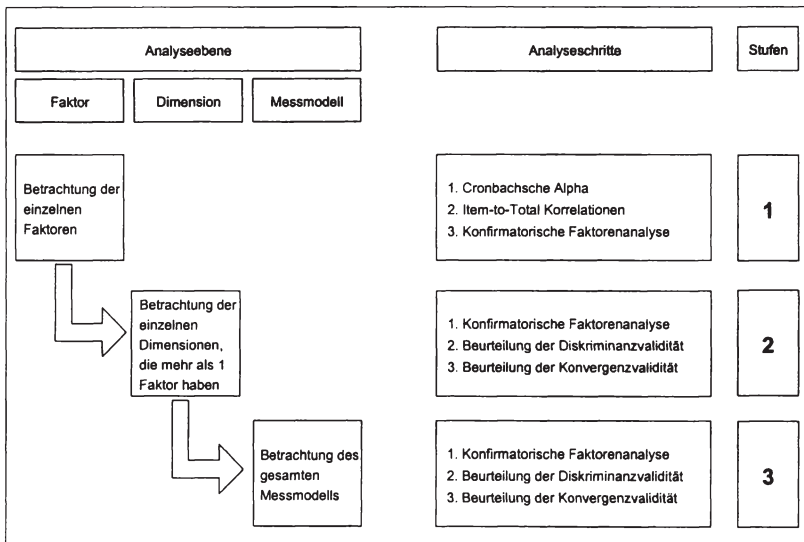 Analyseebene
Analyseschritte
Stufen
Faktor
Dimension
Messmodell
Betrachtung der
einzelnen
Faktoren
1. Cronbachsche Alpha
2. Item-to-Total Korrelationen
3. Konfirmatorische Faktorenanalyse
1
Betrachtung der
einzelnen
Dimensionen,
die mehr als 1
Faktor haben
1. Konfirmatorische Faktorenanalyse
2. Beurteilung der Diskriminanzvalidität
3. Beurteilung der Konvergenzvalidität
2
Betrachtung des
gesamten
Messmodells
1. Konfirmatorische Faktorenanalyse
2. Beurteilung der Diskriminanzvalidität
3. Beurteilung der Konvergenzvalidität
3